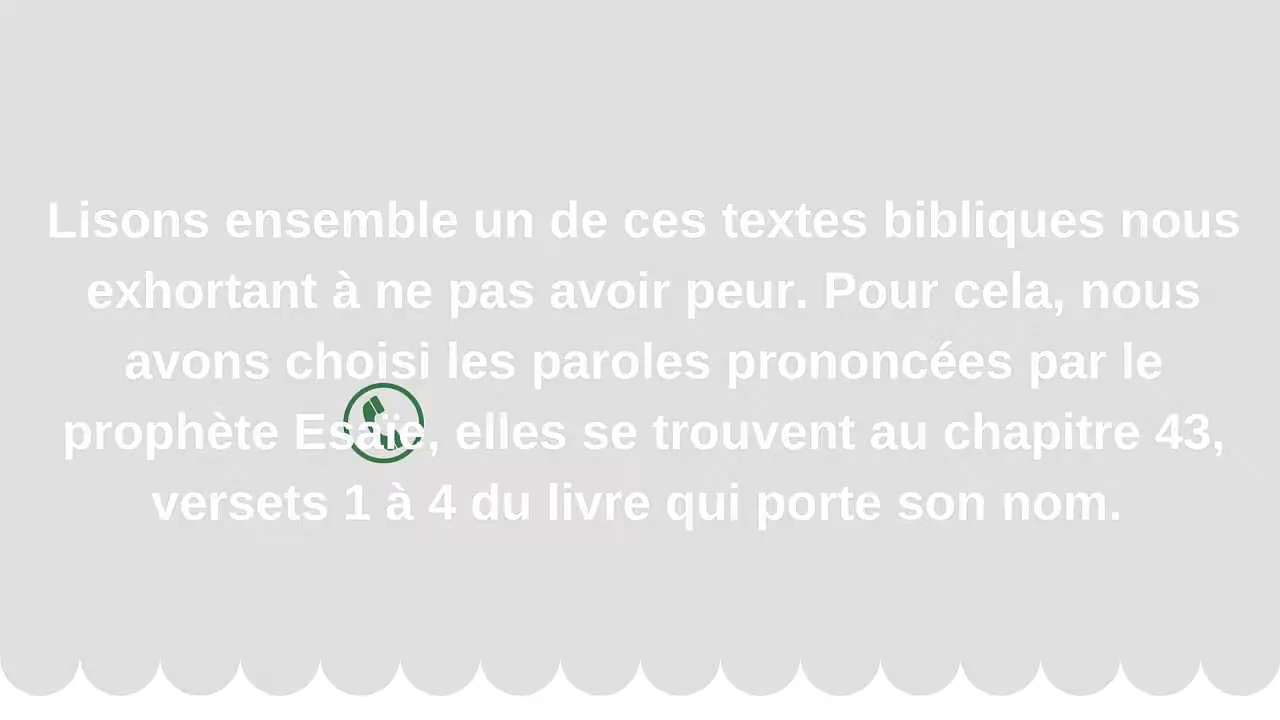 Lisons ensemble un de ces textes bibliques nous
exhortant à ne pas avoir peur. Pour cela, nous
avons choisi les paroles prononcées par le
prophète Esaïe, elles se trouvent au chapitre 43,
versets 1 à 4 du livre qui porte son nom.